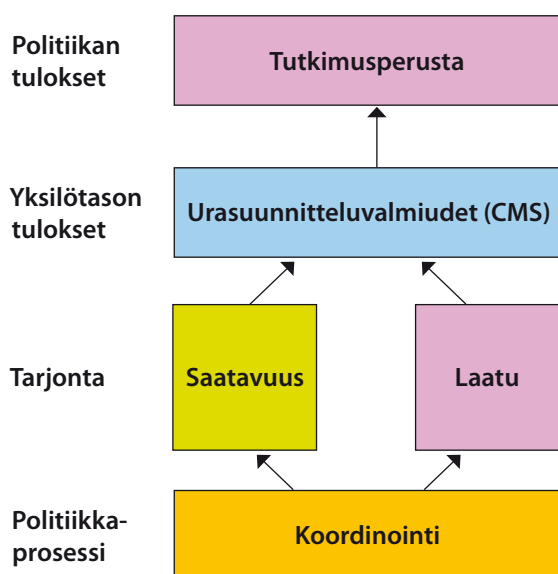 Politiikan
tulokset
Tutkimusperusta
Yksilötason
tulokset
Urasuunnitteluvalmiudet (CMS)
Tarjonta
Saatavuus
Laatu
Politiikka-
prosessi
Koordinointi